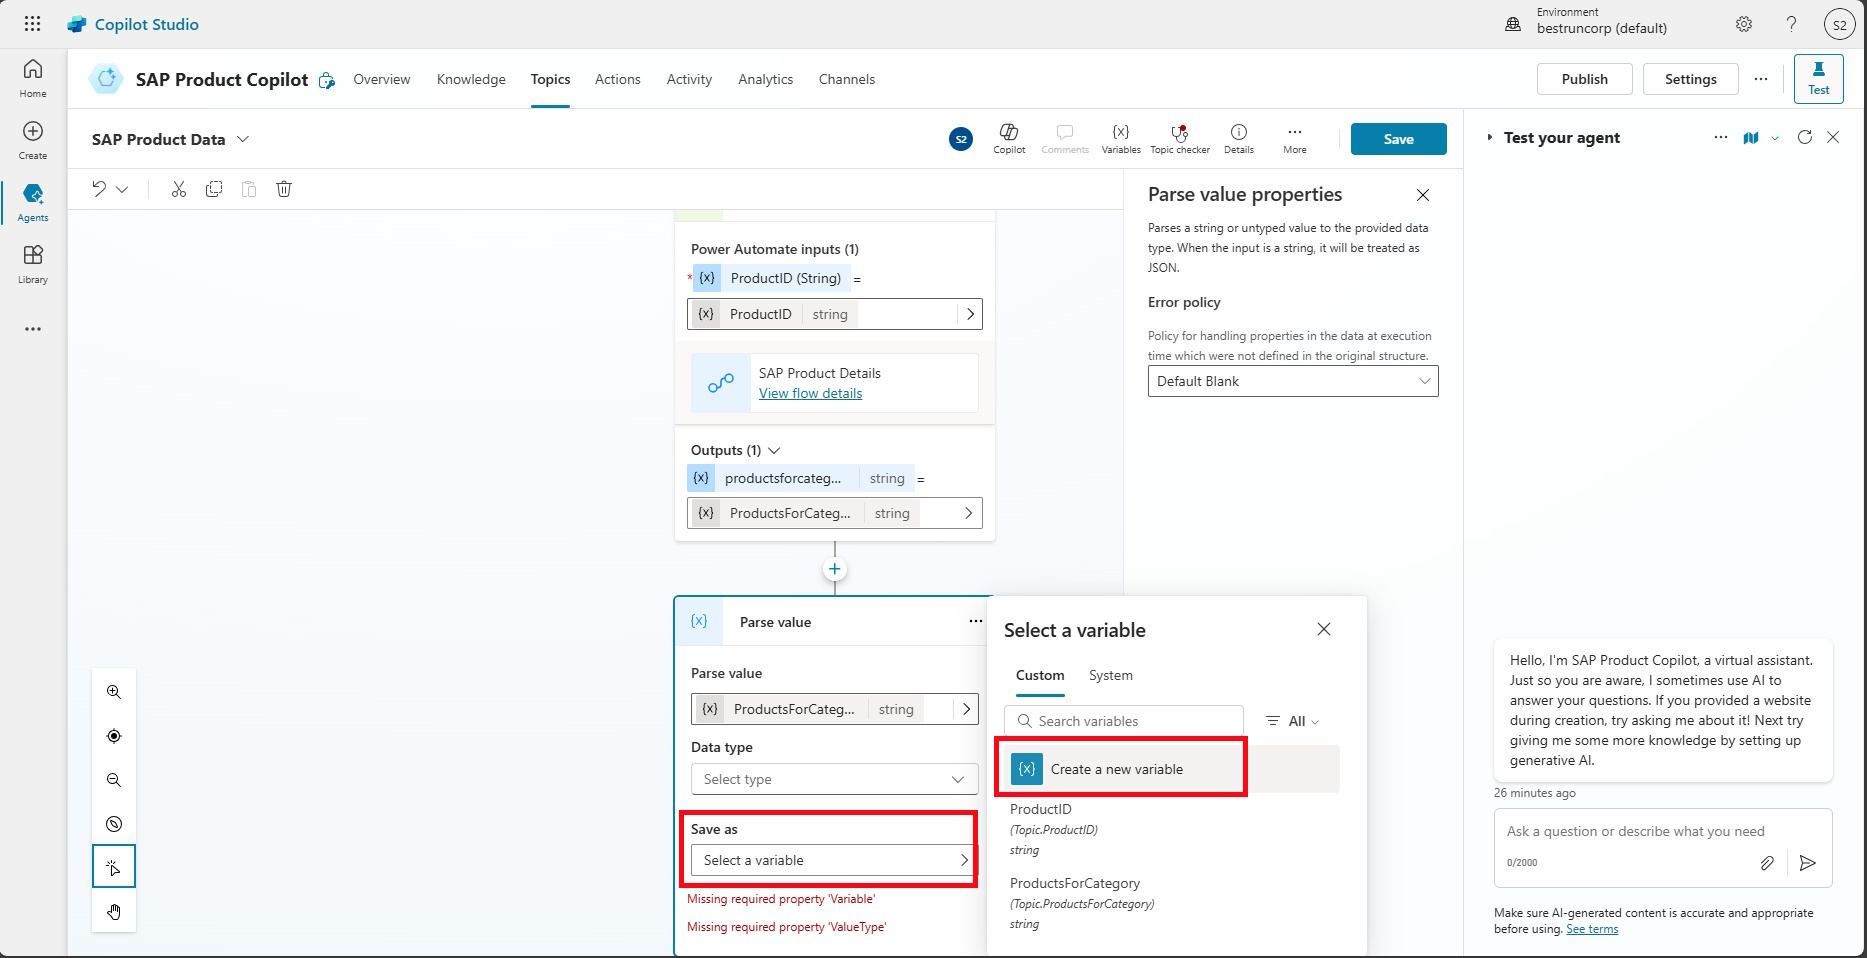 Copilot Studio
Environment
bestruncorp (default)
S2
Home
Create
Agents
Library
SAP Product Copilot
Overview
Knowledge
Topics
Actions
Activity
Analytics
Channels
Publish
Settings
Test
SAP Product Data
S2
Copilot
Comments
Variables
Topic checker
Details
More
Save
Power Automate inputs (1)
* {x} ProductID (String) =
{x} ProductID string
SAP Product Details
View flow details
Outputs (1)
{x} productsforcateg... string =
{x} ProductsForCateg... string
{x} Parse value
Parse value
{x} ProductsForCateg... string
Data type
Select type
Save as
Select a variable
Missing required property 'Variable'
Missing required property 'ValueType'
Parse value properties
Parses a string or untyped value to the provided data
type. When the input is a string, it will be treated as
JSON.
Error policy
Policy for handling properties in the data at execution
time which were not defined in the original structure.
Default Blank
Select a variable
Custom
System
Search variables
All
{x} Create a new variable
ProductID
(Topic.ProductID)
string
ProductsForCategory
(Topic.ProductsForCategory)
string
Test your agent
Hello, I'm SAP Product Copilot, a virtual assistant.
Just so you are aware, I sometimes use AI to
answer your questions. If you provided a website
during creation, try asking me about it! Next try
giving me some more knowledge by setting up
generative AI.
26 minutes ago
Ask a question or describe what you need
0/2000
Make sure AI-generated content is accurate and appropriate
before using. See terms